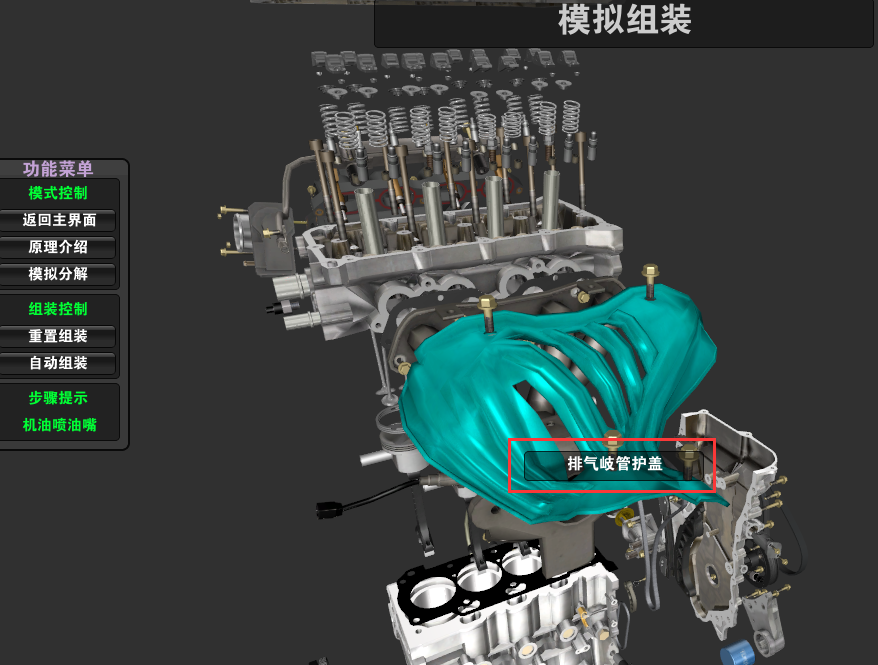 模拟组装
功能菜单
模式控制
返回主界面
原理介绍
模拟分解
组装控制
重置组装
自动组装
步骤提示
机油喷油嘴
排气岐管护盖